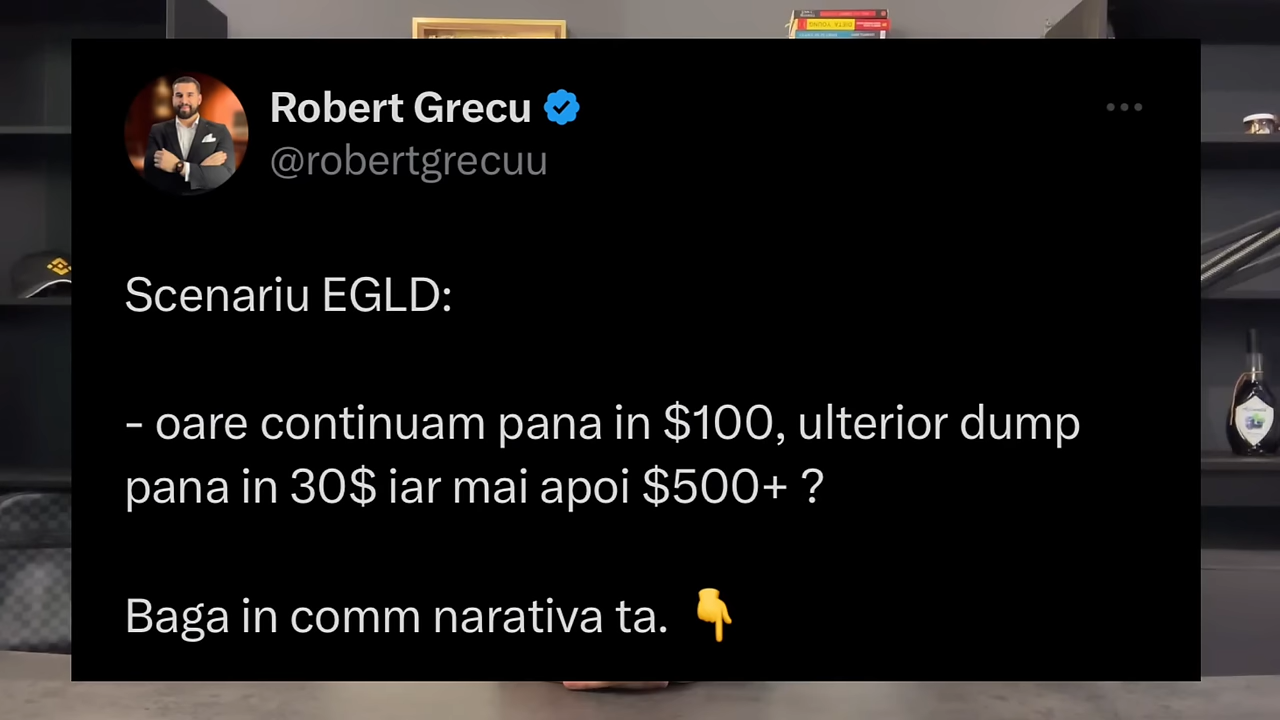 Robert Grecu
@robertgrecuu
Scenariu EGLD:
- oare continuam pana in $100, ulterior dump
pana in 30$ iar mai apoi $500+ ?
Baga in comm narativa ta. 👇